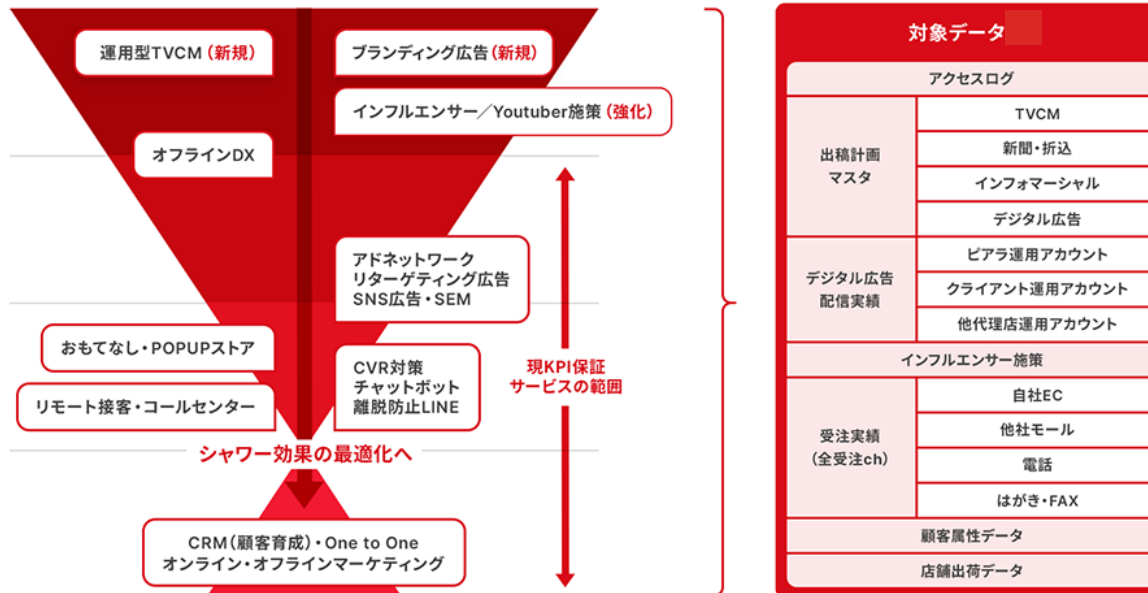 運用型TVCM(新規)
ブランディング広告(新規)
インフルエンサー／Youtuber施策(強化)
オフラインDX
アドネットワーク
リターゲティング広告
SNS広告・SEM
おもてなし・POPUPストア
リモート接客・コールセンター
CVR対策
チャットボット
離脱防止LINE
現KPI保証
サービスの範囲
シャワー効果の最適化へ
CRM(顧客育成)・One to One
オンライン・オフラインマーケティング
対象データ
アクセスログ
出稿計画
マスタ
TVCM
新聞・折込
インフォマーシャル
デジタル広告
デジタル広告
配信実績
ピアラ運用アカウント
クライアント運用アカウント
他代理店運用アカウント
インフルエンサー施策
受注実績
(全受注ch)
自社EC
他社モール
電話
はがき・FAX
顧客属性データ
店舗出荷データ